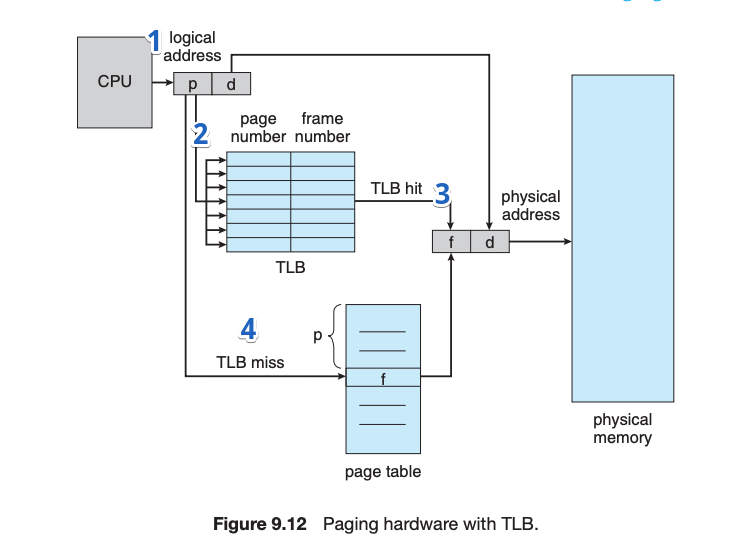 1 logical
address
CPU
p d
page frame
number number
2
TLB hit 3
physical
address
f d
TLB
4
p
TLB miss
f
physical
memory
page table
Figure 9.12 Paging hardware with TLB.